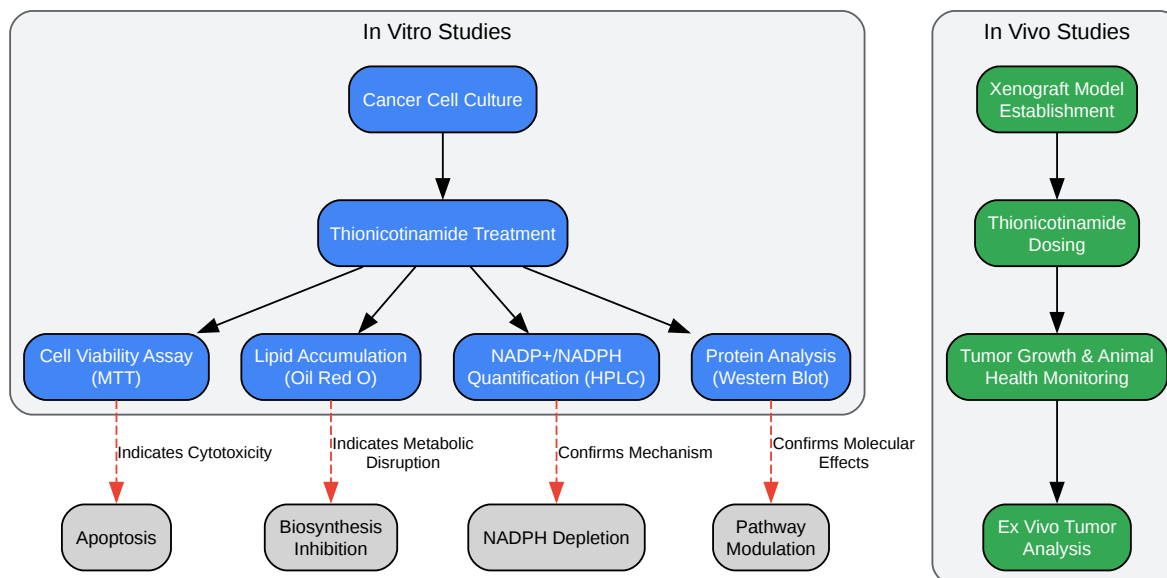 In Vitro Studies
Cancer Cell Culture
Thionicotinamide Treatment
Cell Viability Assay
(MTT)
Lipid Accumulation
(Oil Red O)
NADP+/NADPH
Quantification (HPLC)
Protein Analysis
(Western Blot)
Indicates Cytotoxicity
Indicates Metabolic
Disruption
Confirms Mechanism
Confirms Molecular
Effects
Apoptosis
Biosynthesis
Inhibition
NADPH Depletion
Pathway
Modulation
In Vivo Studies
Xenograft Model
Establishment
Thionicotinamide
Dosing
Tumor Growth & Animal
Health Monitoring
Ex Vivo Tumor
Analysis